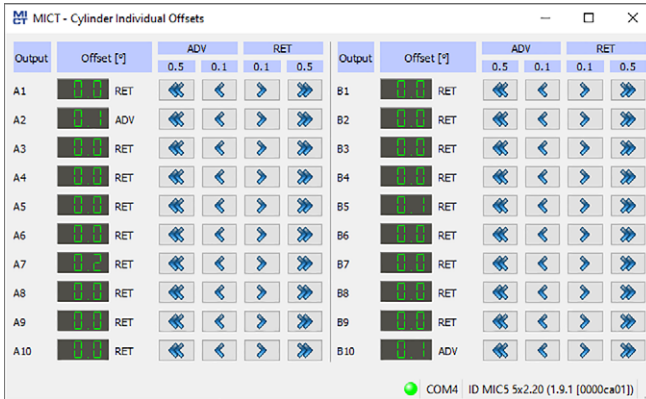 MICT MICT - Cylinder Individual Offsets
Output Offset [°] ADV RET Output Offset [°] ADV RET
0.5 0.1 0.1 0.5 0.5 0.1 0.1 0.5
A1 0.0 RET B1 0.0 RET
A2 0.1 ADV B2 0.0 RET
A3 0.0 RET B3 0.0 RET
A4 0.0 RET B4 0.0 RET
A5 0.0 RET B5 0.1 RET
A6 0.0 RET B6 0.0 RET
A7 0.2 RET B7 0.0 RET
A8 0.0 RET B8 0.0 RET
A9 0.0 RET B9 0.0 RET
A10 0.0 RET B10 0.1 ADV
COM4 ID MIC5 5x2.20 (1.9.1 [0000ca01])